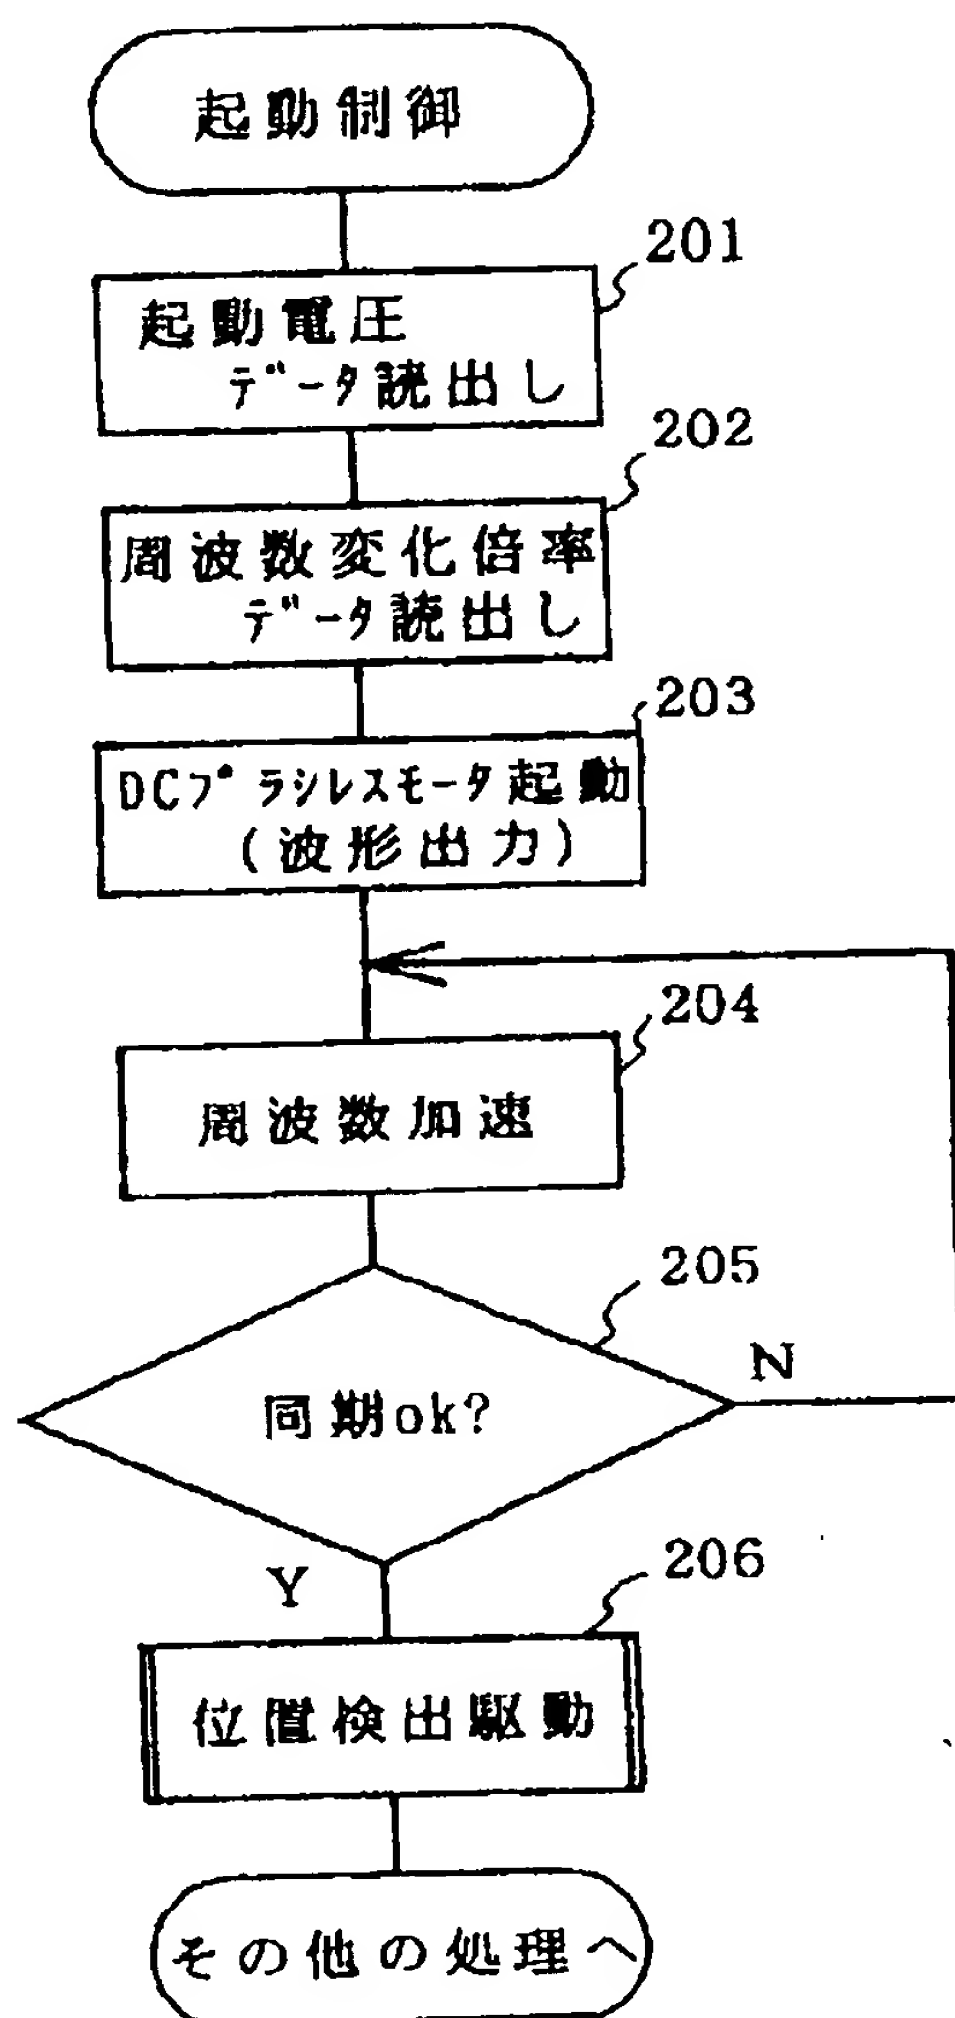 起動制御
201
起動電圧
データ読出し
202
周波数変化倍率
データ読出し
203
DCブラシレスモータ起動
(波形出力)
204
周波数加速
205
同期ok?
N
Y
206
位置検出駆動
その他の処理へ